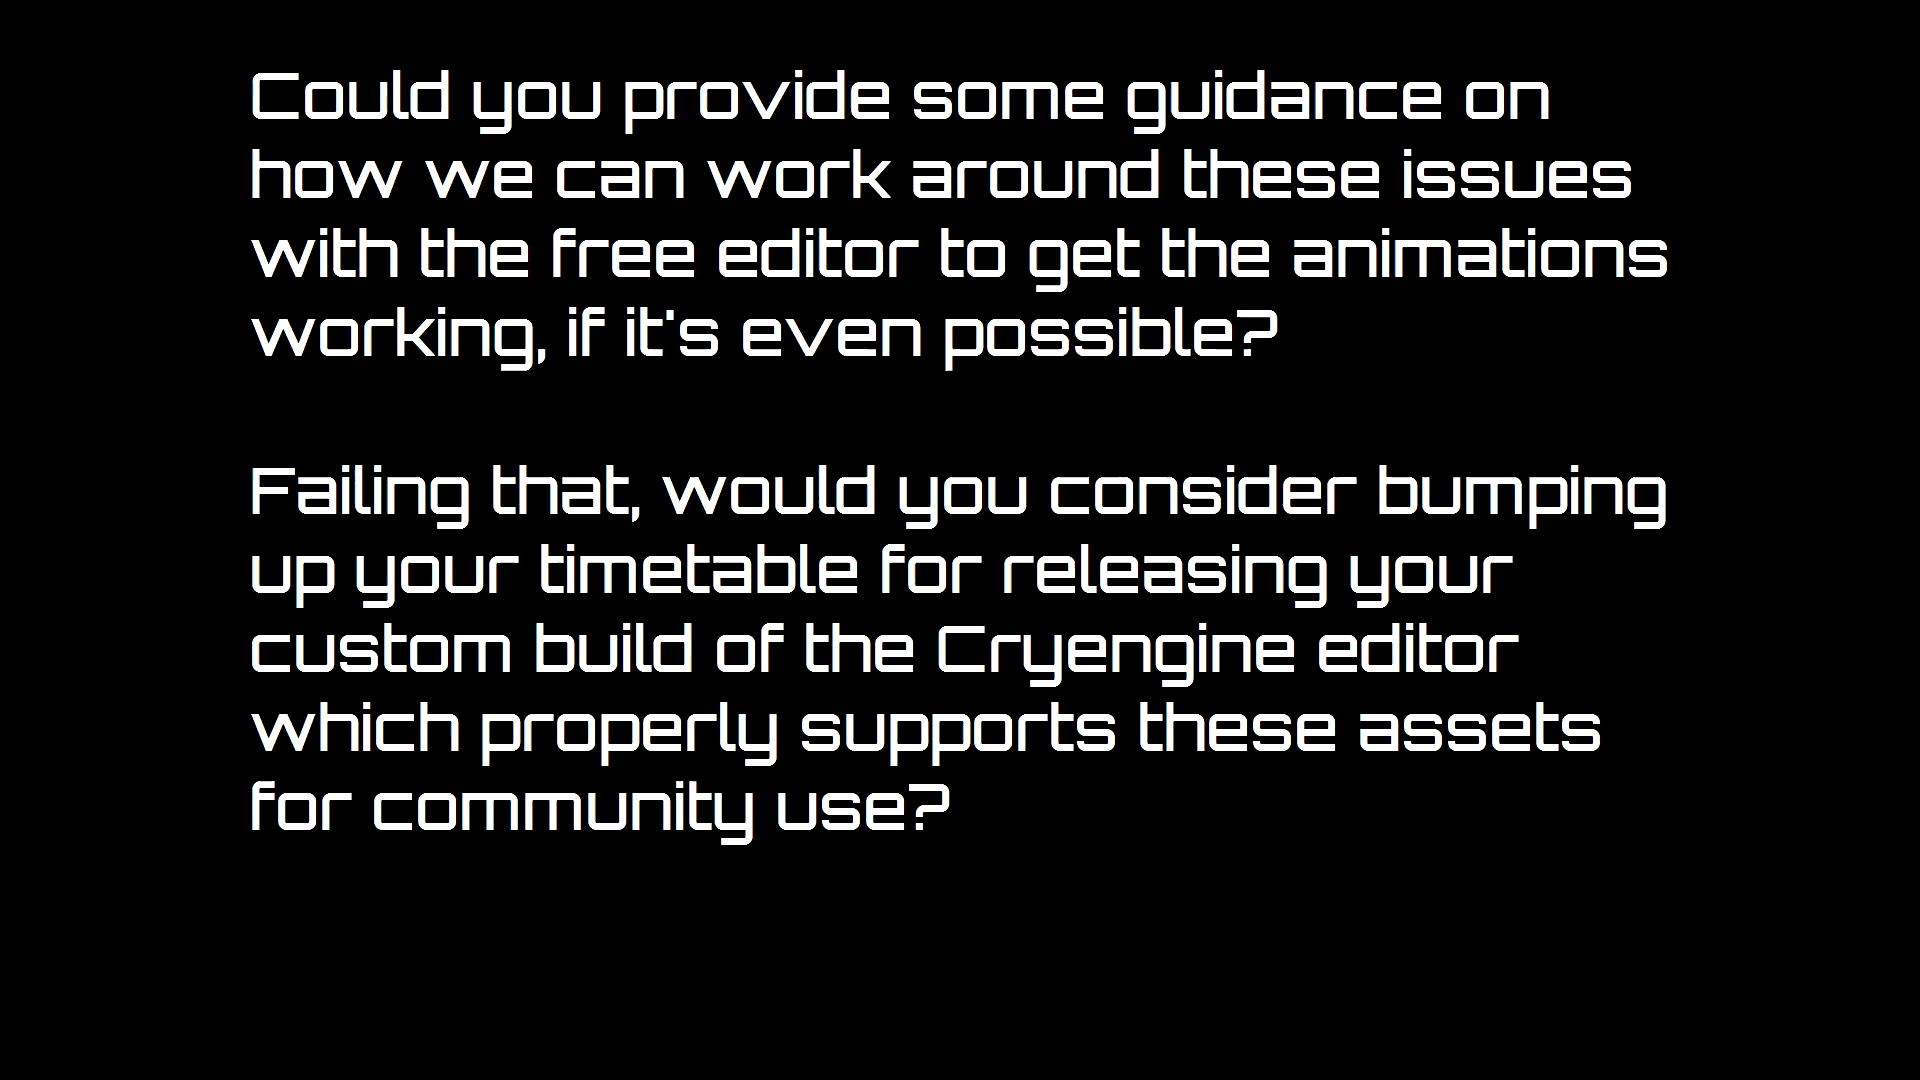 Could you provide some guidance on
how we can work around these issues
with the free editor to get the animations
working, if it's even possible?
Failing that, would you consider bumping
up your timetable for releasing your
custom build of the Cryengine editor
which properly supports these assets
for community use?